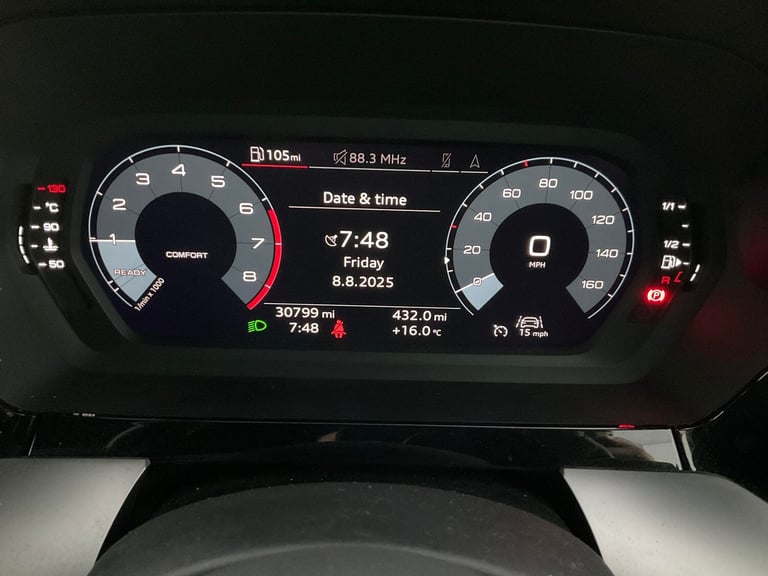 105mi
88.3 MHz
Date & time
7:48
Friday
8.8.2025
30799 mi
432.0 mi
7:48
+16.0°C
1
2
3
4
5
6
7
8
READY
1/min x 1000
COMFORT
0
20
40
60
80
100
120
140
160
0
MPH
15 mph
130
°C
90
50
1/1
1/2
R
P